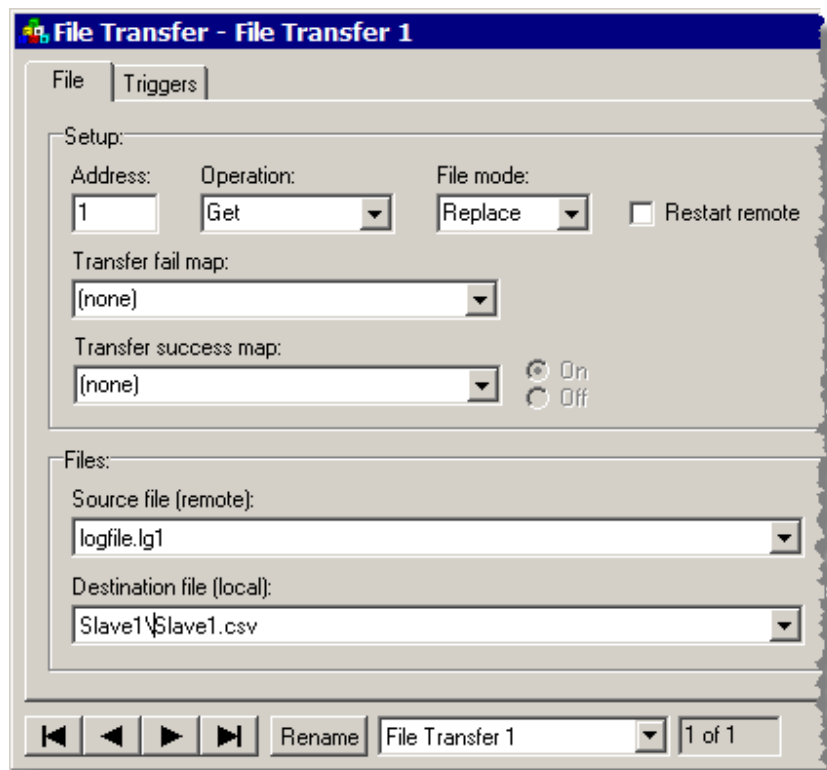 File Transfer - File Transfer 1
File Triggers
Setup:
Address: Operation: File mode:
1 Get Replace Restart remote
Transfer fail map:
(none)
Transfer success map:
(none) On
Off
Files:
Source file (remote):
logfile.lg1
Destination file (local):
Slave1\Slave1.csv
Rename File Transfer 1 1 of 1